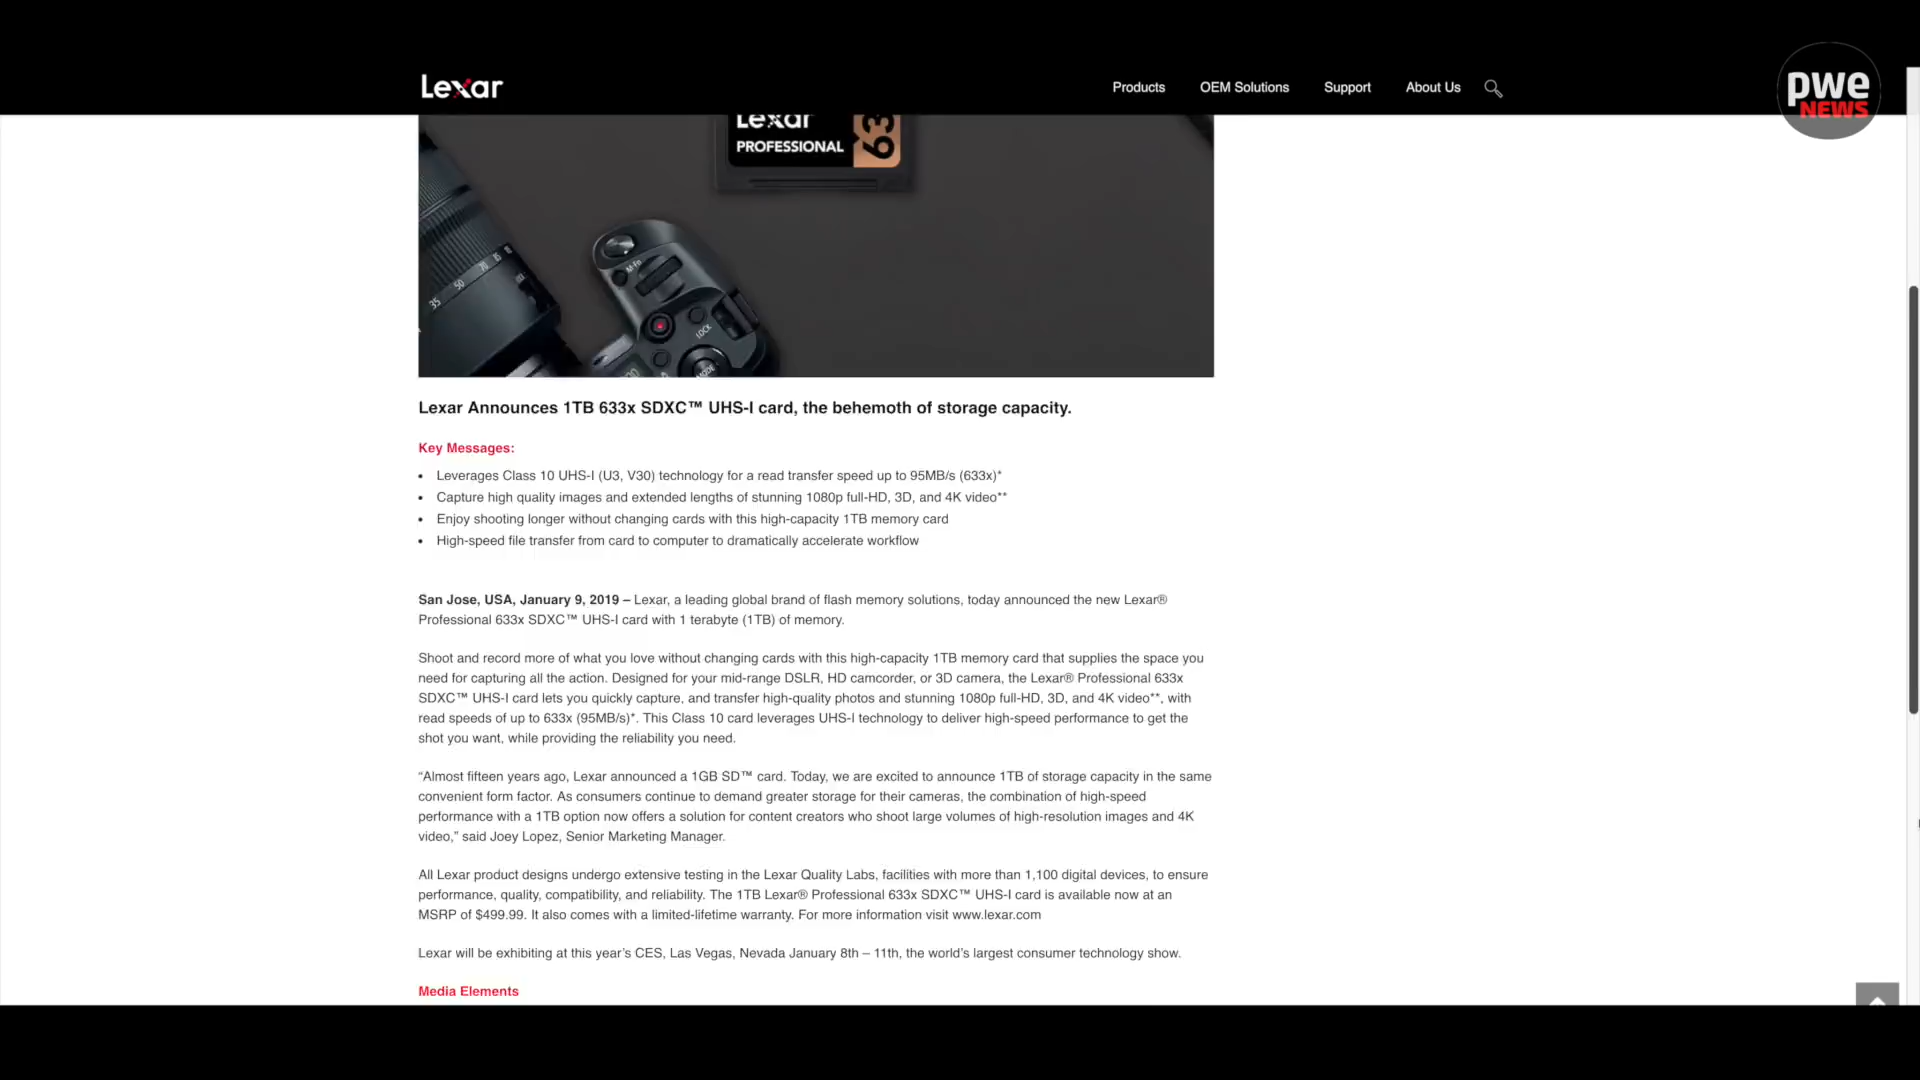 Lexar
Products
OEM Solutions
Support
About Us
pwe
NEWS
Lexar
PROFESSIONAL
63
M-Fn
35
50
70
85
LOCK
MODE
Lexar Announces 1TB 633x SDXC™ UHS-I card, the behemoth of storage capacity.
Key Messages:
• Leverages Class 10 UHS-I (U3, V30) technology for a read transfer speed up to 95MB/s (633x)*
• Capture high quality images and extended lengths of stunning 1080p full-HD, 3D, and 4K video**
• Enjoy shooting longer without changing cards with this high-capacity 1TB memory card
• High-speed file transfer from card to computer to dramatically accelerate workflow
San Jose, USA, January 9, 2019 – Lexar, a leading global brand of flash memory solutions, today announced the new Lexar®
Professional 633x SDXC™ UHS-I card with 1 terabyte (1TB) of memory.
Shoot and record more of what you love without changing cards with this high-capacity 1TB memory card that supplies the space you
need for capturing all the action. Designed for your mid-range DSLR, HD camcorder, or 3D camera, the Lexar® Professional 633x
SDXC™ UHS-I card lets you quickly capture, and transfer high-quality photos and stunning 1080p full-HD, 3D, and 4K video**, with
read speeds of up to 633x (95MB/s)*. This Class 10 card leverages UHS-I technology to deliver high-speed performance to get the
shot you want, while providing the reliability you need.
“Almost fifteen years ago, Lexar announced a 1GB SD™ card. Today, we are excited to announce 1TB of storage capacity in the same
convenient form factor. As consumers continue to demand greater storage for their cameras, the combination of high-speed
performance with a 1TB option now offers a solution for content creators who shoot large volumes of high-resolution images and 4K
video,” said Joey Lopez, Senior Marketing Manager.
All Lexar product designs undergo extensive testing in the Lexar Quality Labs, facilities with more than 1,100 digital devices, to ensure
performance, quality, compatibility, and reliability. The 1TB Lexar® Professional 633x SDXC™ UHS-I card is available now at an
MSRP of $499.99. It also comes with a limited-lifetime warranty. For more information visit www.lexar.com
Lexar will be exhibiting at this year’s CES, Las Vegas, Nevada January 8th – 11th, the world’s largest consumer technology show.
Media Elements